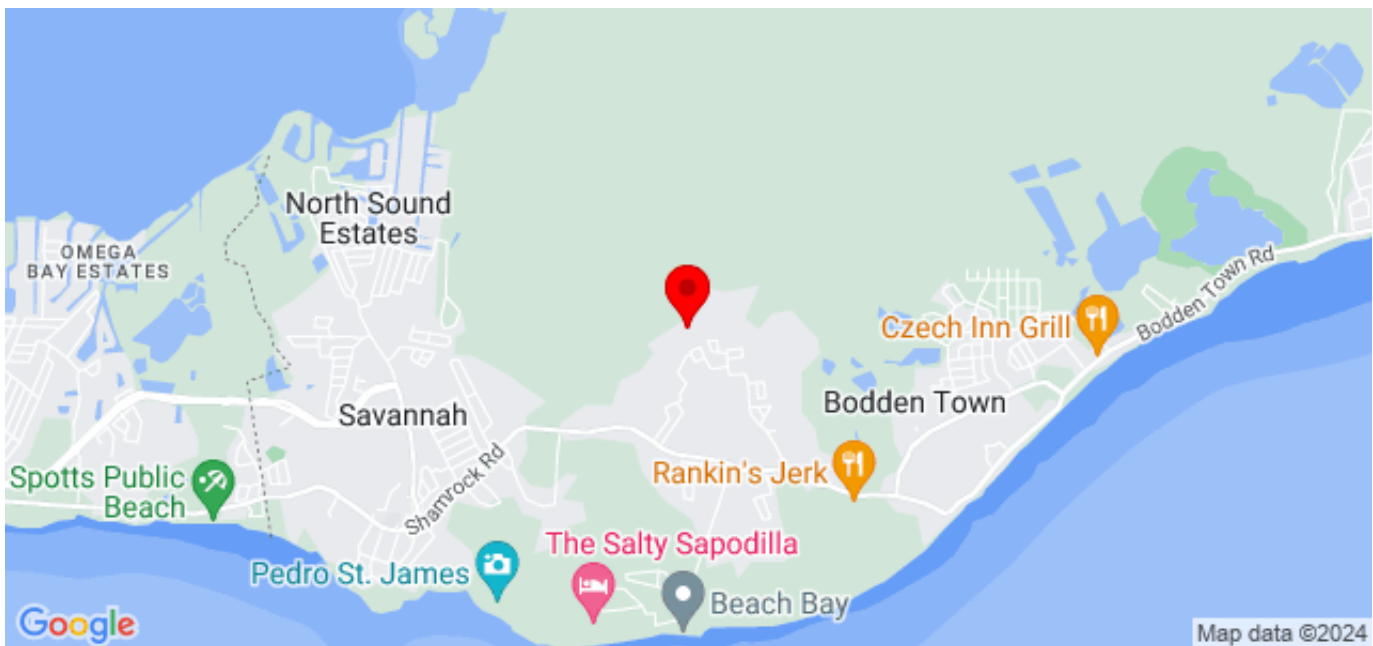 North Sound
Estates
OMEGA
BAY ESTATES
Bodden Town Rd
Czech Inn Grill
Savannah
Bodden Town
Shamrock Rd
Rankin's Jerk
Spotts Public
Beach
The Salty Sapodilla
Pedro St. James
Beach Bay
Google
Map data ©2024